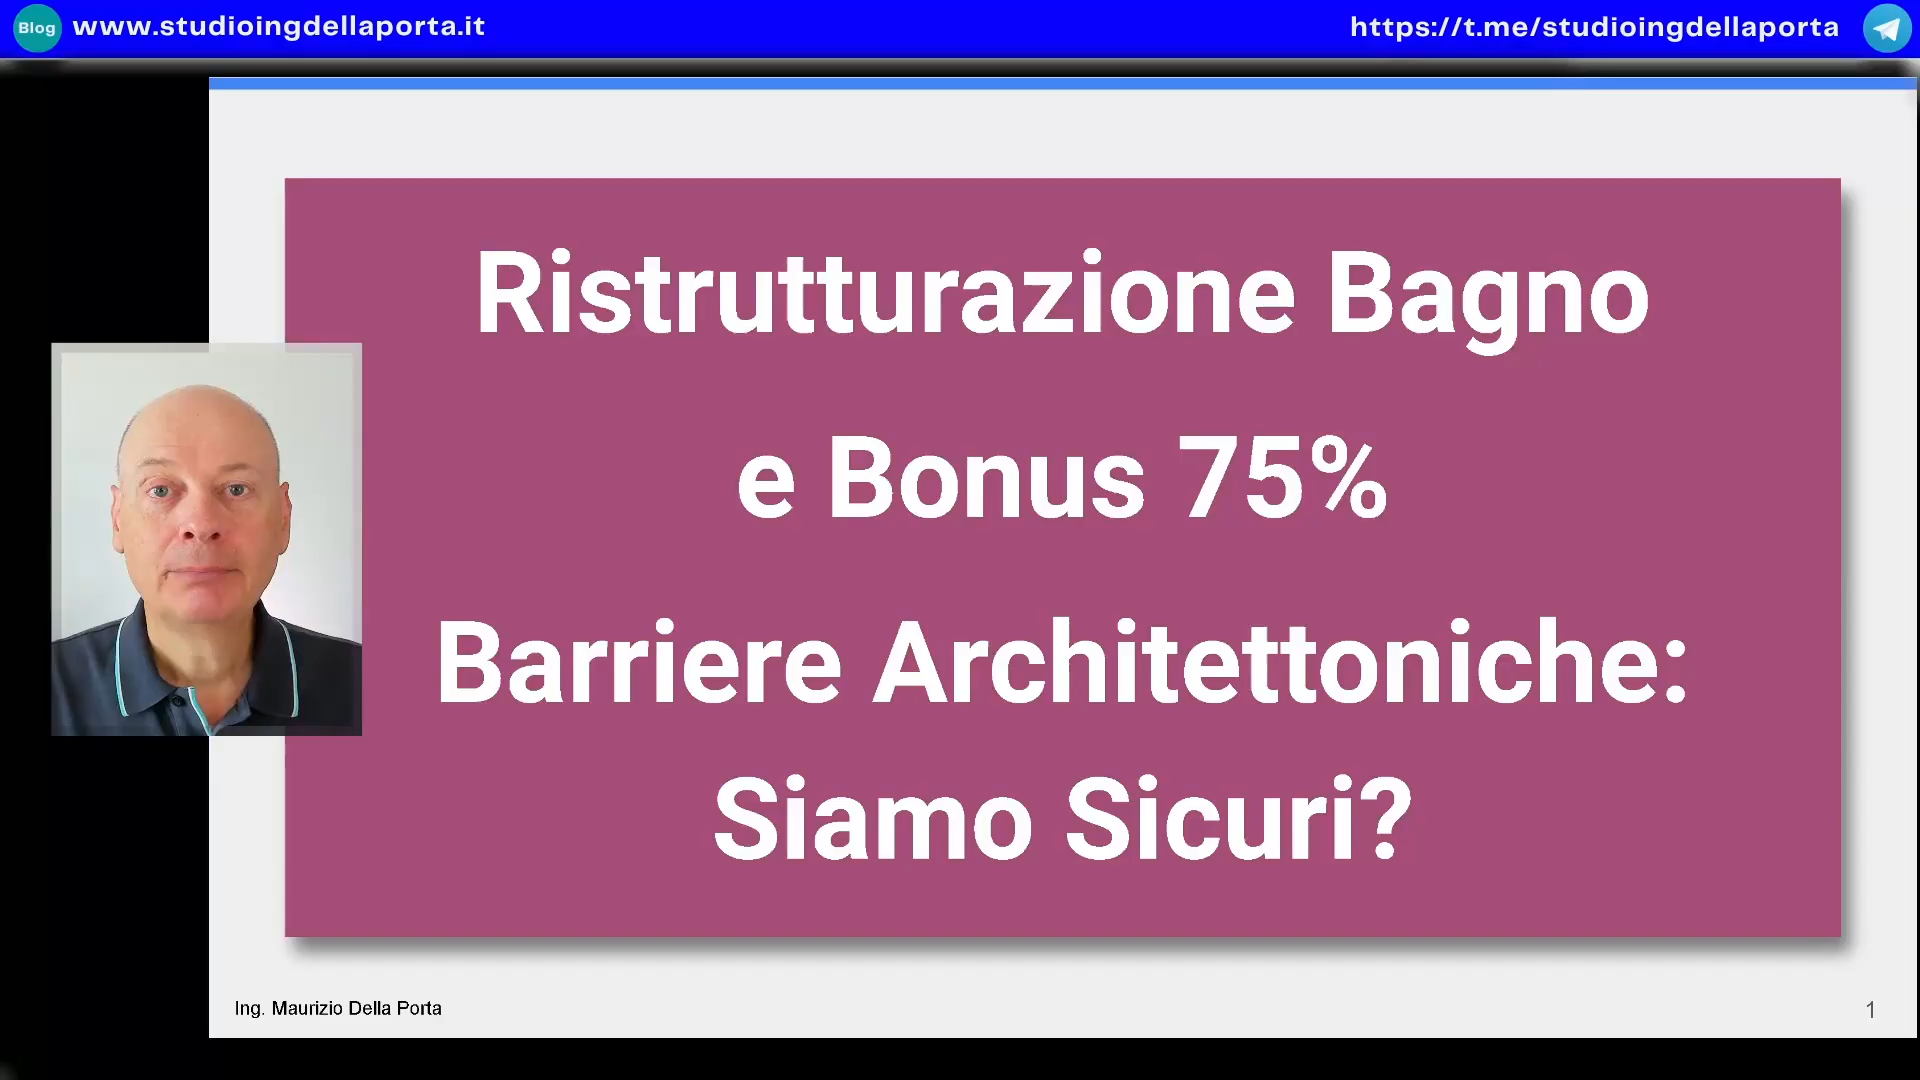 Blog www.studioingdellaporta.it https://t.me/studioingdellaporta
Ristrutturazione Bagno
e Bonus 75%
Barriere Architettoniche:
Siamo Sicuri?
Ing. Maurizio Della Porta 1